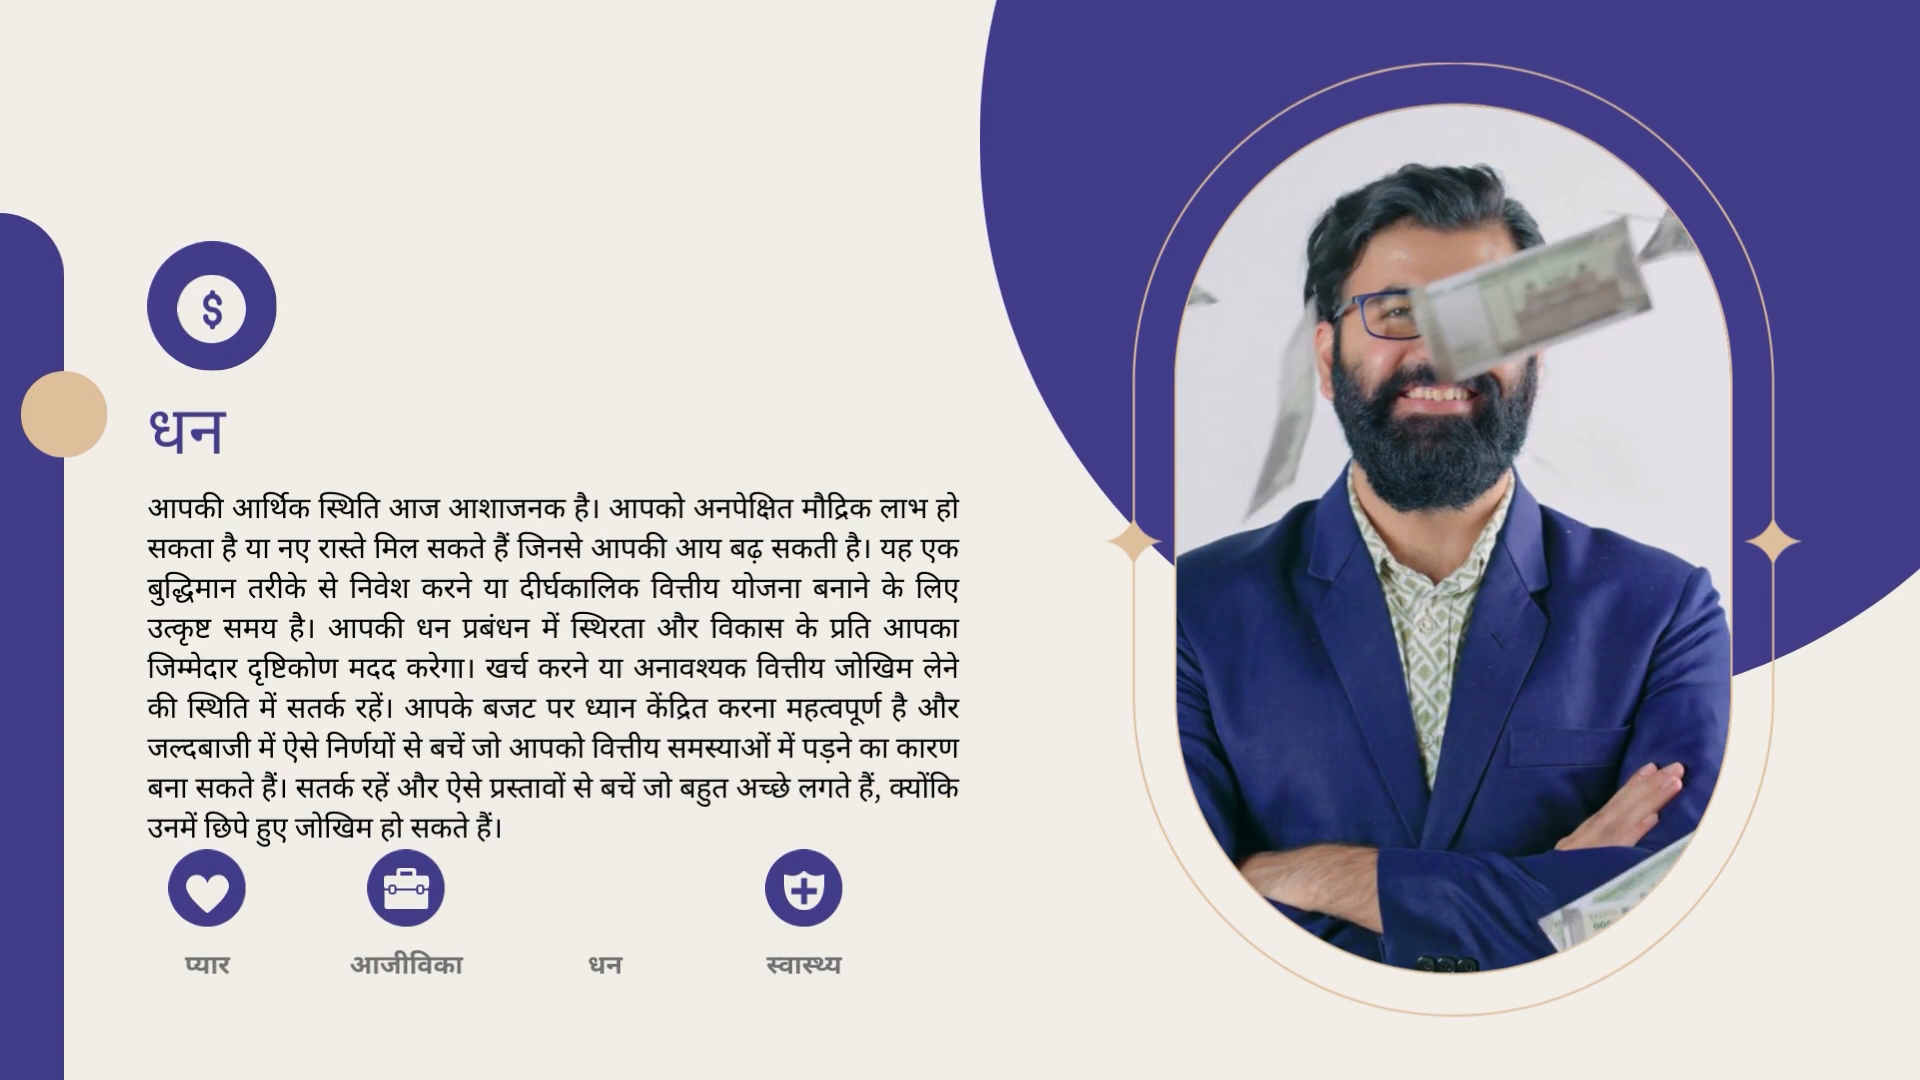 $
धन
आपकी आर्थिक स्थिति आज आशाजनक है। आपको अनपेक्षित मौद्रिक लाभ हो
सकता है या नए रास्ते मिल सकते हैं जिनसे आपकी आय बढ़ सकती है। यह एक
बुद्धिमान तरीके से निवेश करने या दीर्घकालिक वित्तीय योजना बनाने के लिए
उत्कृष्ट समय है। आपकी धन प्रबंधन में स्थिरता और विकास के प्रति आपका
जिम्मेदार दृष्टिकोण मदद करेगा। खर्च करने या अनावश्यक वित्तीय जोखिम लेने
की स्थिति में सतर्क रहें। आपके बजट पर ध्यान केंद्रित करना महत्वपूर्ण है और
जल्दबाजी में ऐसे निर्णयों से बचें जो आपको वित्तीय समस्याओं में पड़ने का कारण
बना सकते हैं। सतर्क रहें और ऐसे प्रस्तावों से बचें जो बहुत अच्छे लगते हैं, क्योंकि
उनमें छिपे हुए जोखिम हो सकते हैं।
प्यार आजीविका धन स्वास्थ्य